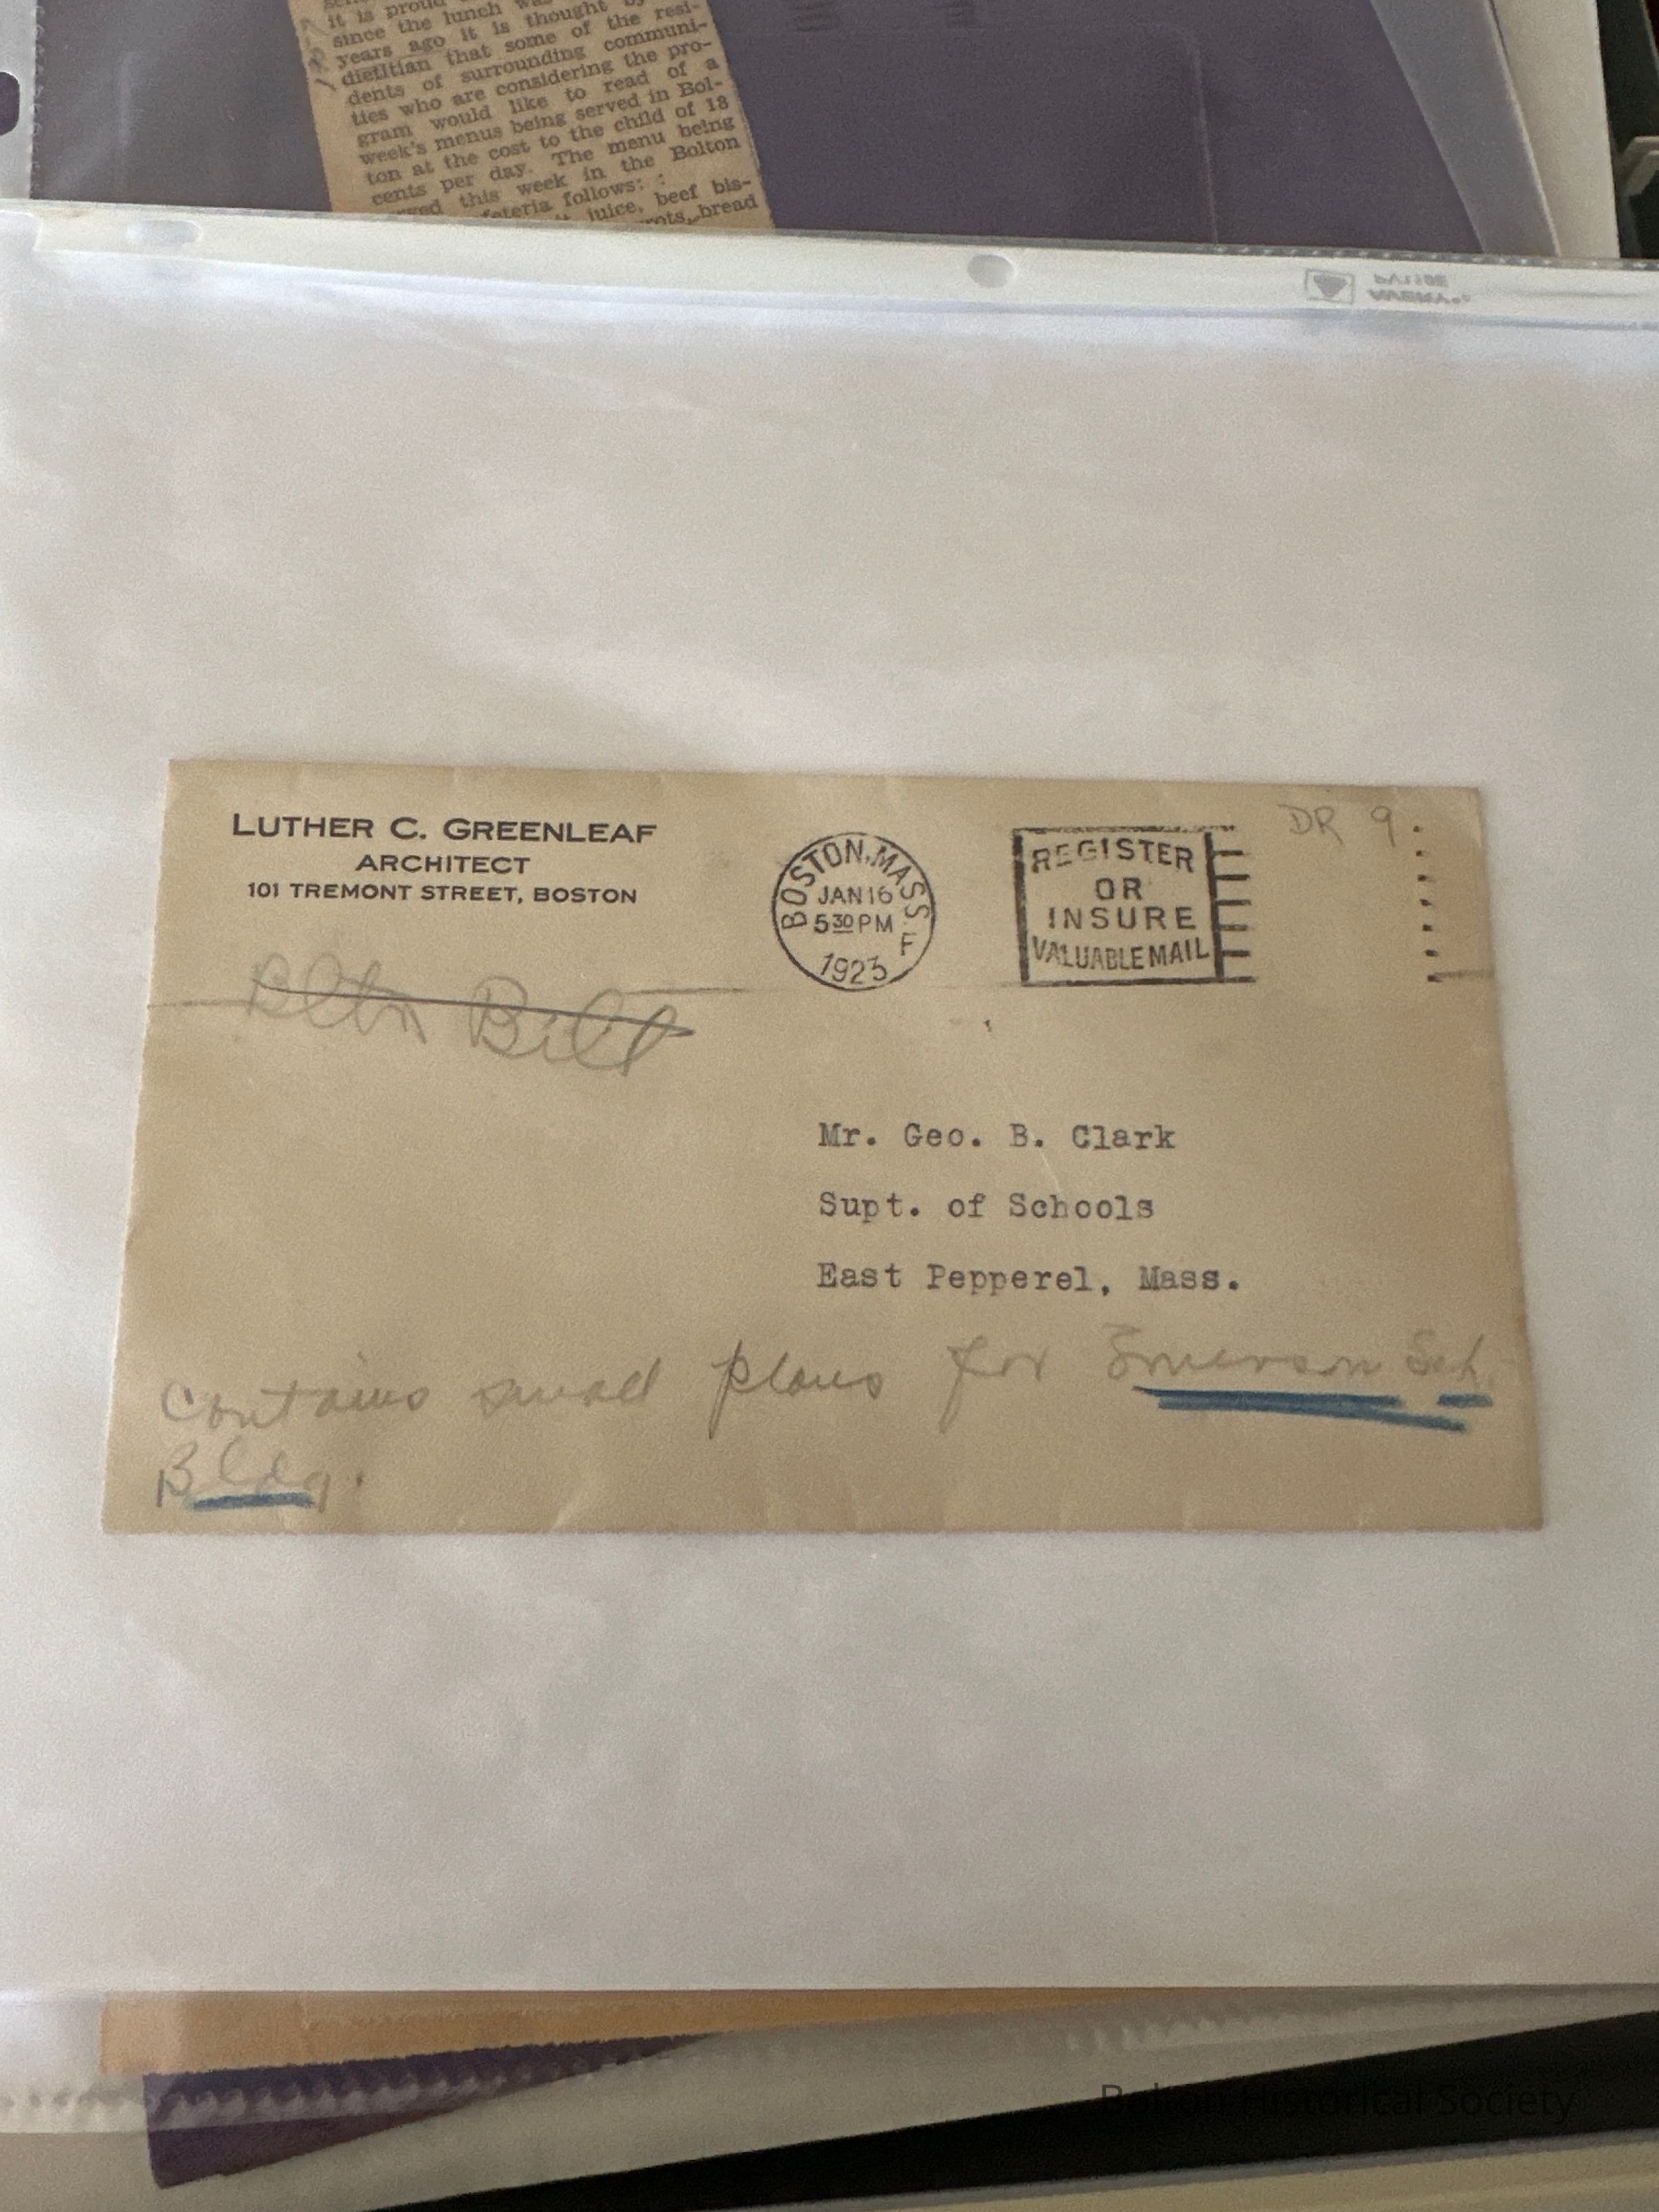 it is proud
since the lunch
years ago it is thought
dietitian that some of the resi-
dents of surrounding communi-
ties who are considering the pro-
gram would like to read of a
week's menus being served in Bol-
ton at the cost to the child of 18
cents per day. The menu being
this week in the Bolton
follows:
juice, beef bis-
bread
LUTHER C. GREENLEAF
ARCHITECT
101 TREMONT STREET, BOSTON
BOSTON, MASS.
JAN 16
5 30 PM
F
1923
REGISTER
OR
INSURE
VALUABLE MAIL
DR 9
Bill
Mr. Geo. B. Clark
Supt. of Schools
East Pepperel, Mass.
Contains small plans for Emerson Sch.
Bldg.
Bolton Historical Society